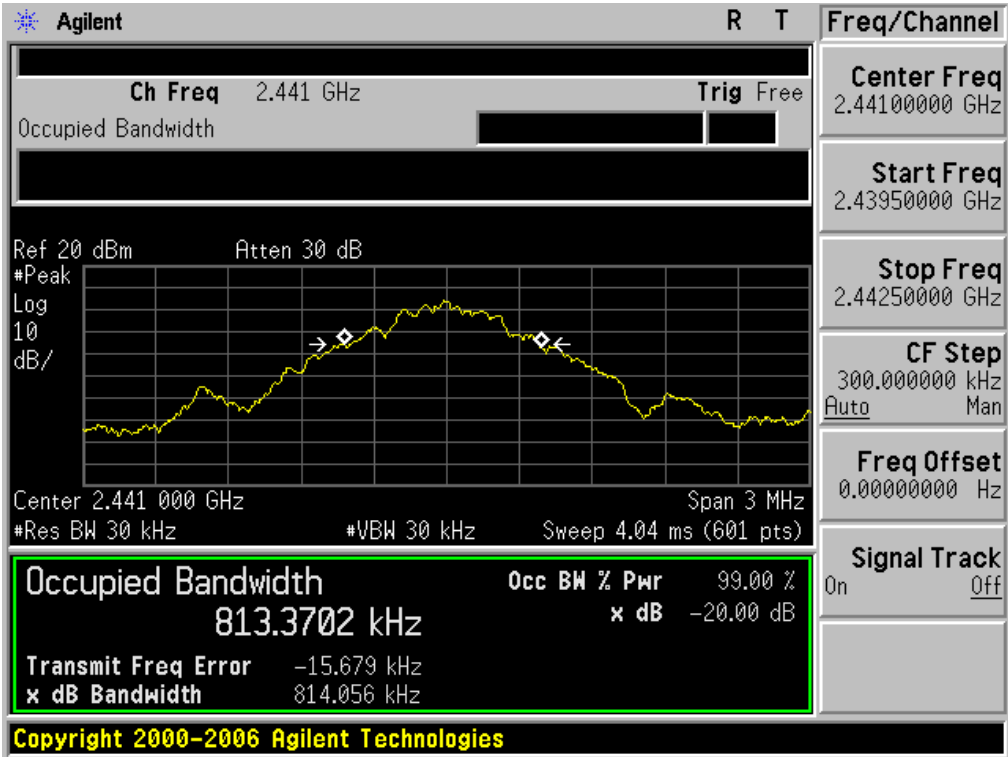 Agilent R T Freq/Channel
Ch Freq 2.441 GHz Trig Free
Occupied Bandwidth
Center Freq
2.44100000 GHz
Start Freq
2.43950000 GHz
Stop Freq
2.44250000 GHz
CF Step
300.000000 kHz
Auto Man
Freq Offset
0.00000000 Hz
Signal Track
On Off
Ref 20 dBm Atten 30 dB
#Peak
Log
10
dB/
Center 2.441 000 GHz Span 3 MHz
#Res BW 30 kHz #VBW 30 kHz Sweep 4.04 ms (601 pts)
Occupied Bandwidth
813.3702 kHz
Occ BW % Pwr 99.00 %
x dB -20.00 dB
Transmit Freq Error -15.679 kHz
x dB Bandwidth 814.056 kHz
Copyright 2000-2006 Agilent Technologies